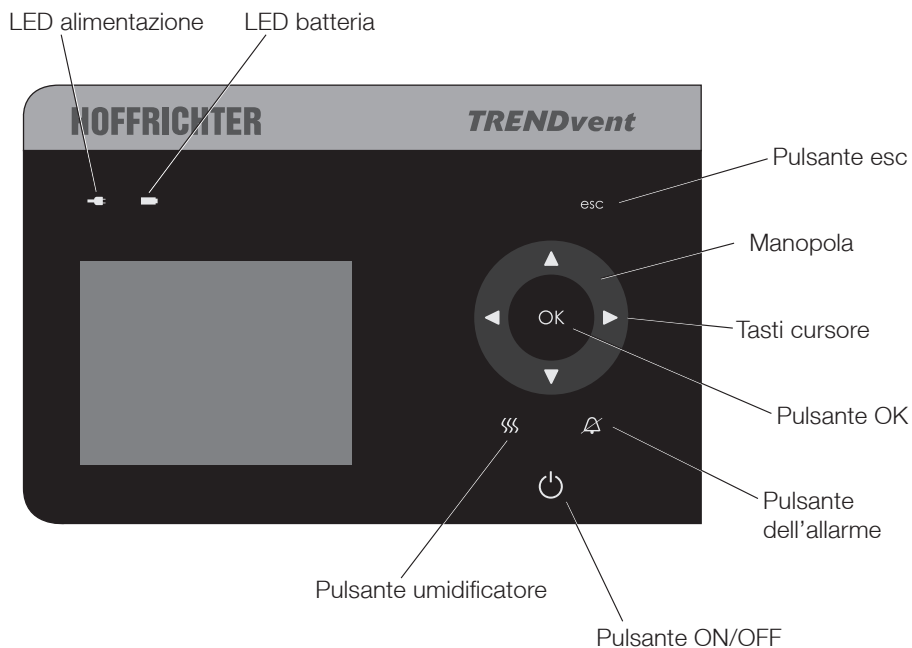 LED alimentazione
LED batteria
HOFFRICHTER
TRENDvent
Pulsante esc
esc
Manopola
OK
Tasti cursore
Pulsante OK
Pulsante
dell'allarme
Pulsante umidificatore
Pulsante ON/OFF